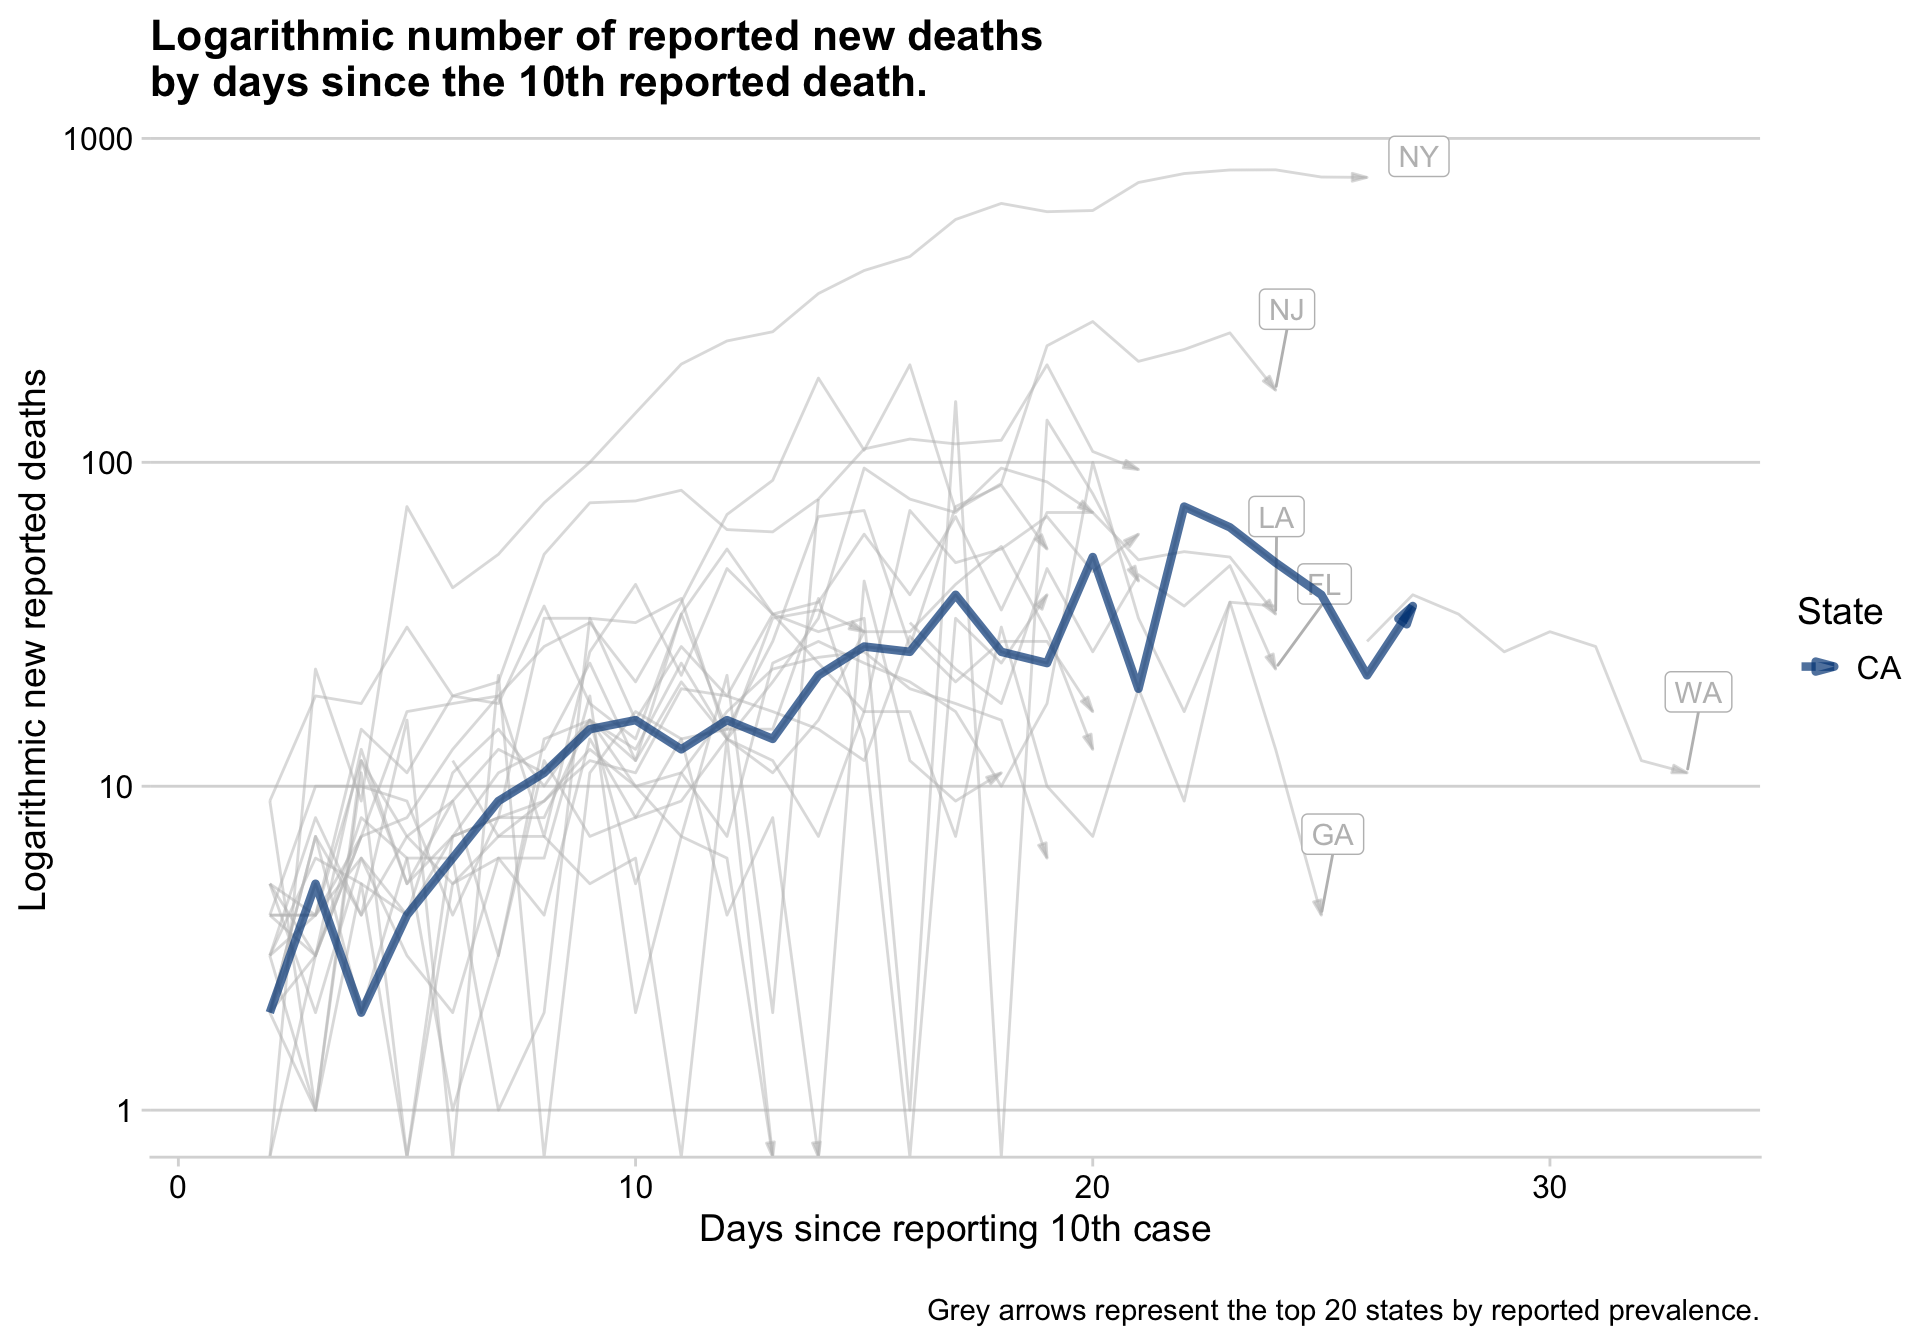 Logarithmic number of reported new deaths
by days since the 10th reported death.
Logarithmic new reported deaths
1000
100
10
1
NY
NJ
LA
FL
WA
GA
State
CA
0 10 20 30
Days since reporting 10th case
Grey arrows represent the top 20 states by reported prevalence.